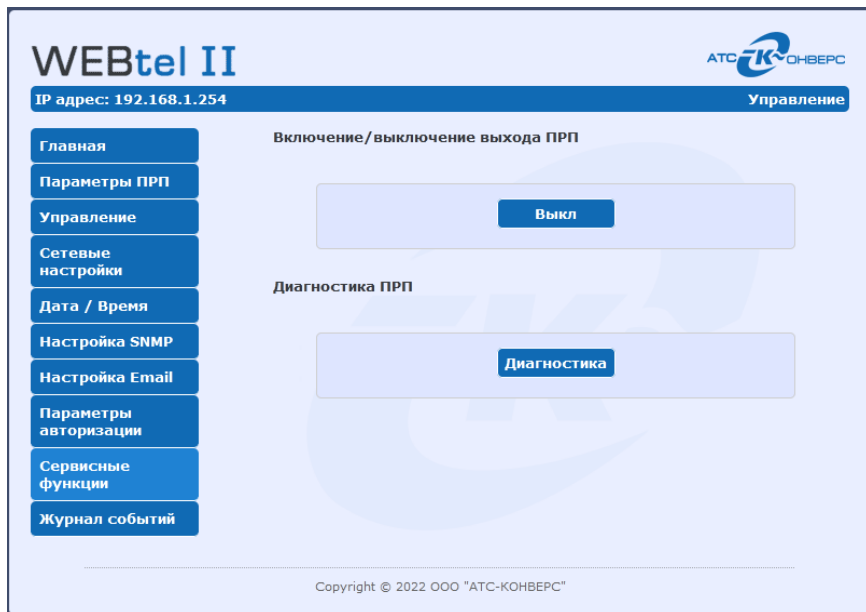 WEBtel II
АТС КОНВЕРС
IP адрес: 192.168.1.254
Управление
Главная
Параметры ПРП
Управление
Сетевые
настройки
Дата / Время
Настройка SNMP
Настройка Email
Параметры
авторизации
Сервисные
функции
Журнал событий
Включение/выключение выхода ПРП
Выкл
Диагностика ПРП
Диагностика
Copyright © 2022 ООО "АТС-КОНВЕРС"